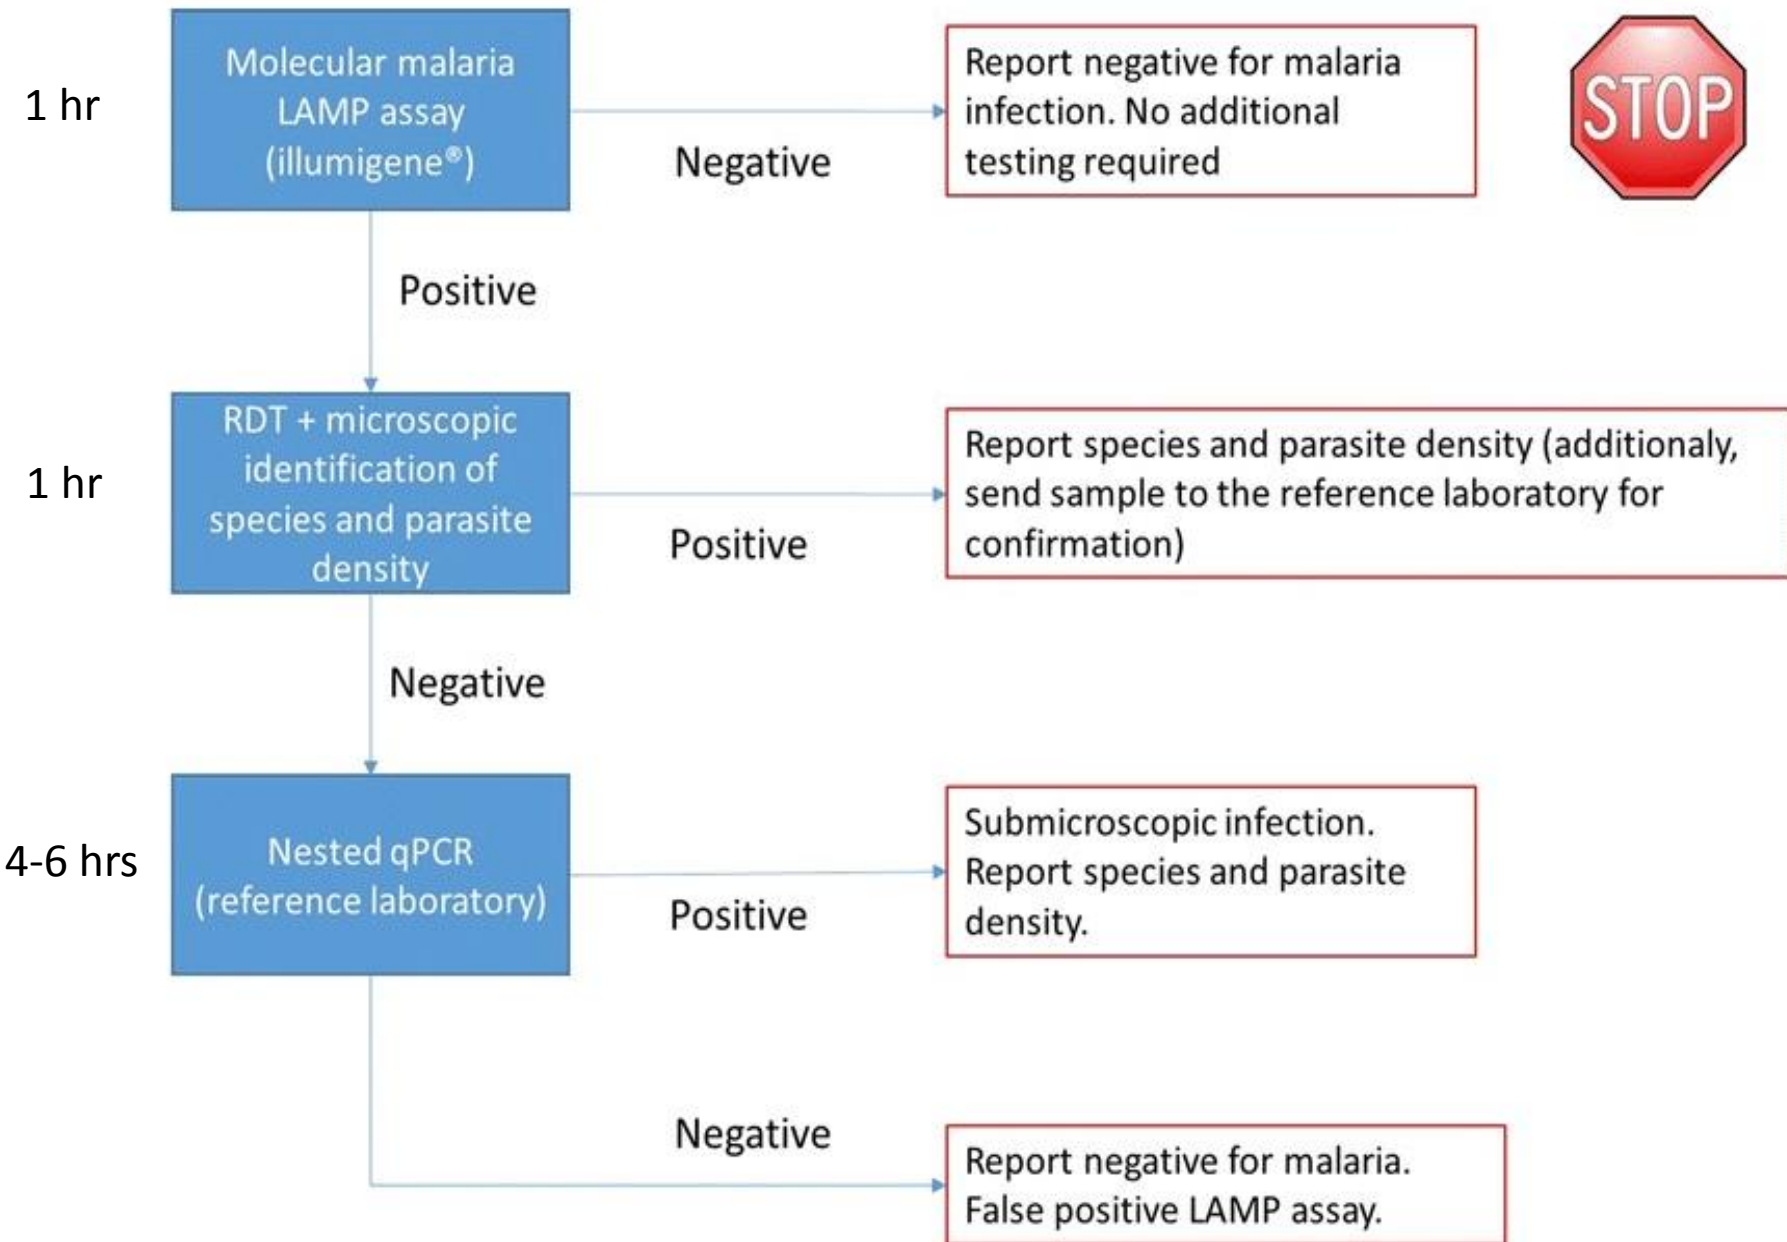 1 hr
Molecular malaria
LAMP assay
(illumigene®)
Negative
Report negative for malaria
infection. No additional
testing required
STOP
Positive
1 hr
RDT + microscopic
identification of
species and parasite
density
Positive
Report species and parasite density (additionaly,
send sample to the reference laboratory for
confirmation)
Negative
4-6 hrs
Nested qPCR
(reference laboratory)
Positive
Submicroscopic infection.
Report species and parasite
density.
Negative
Report negative for malaria.
False positive LAMP assay.